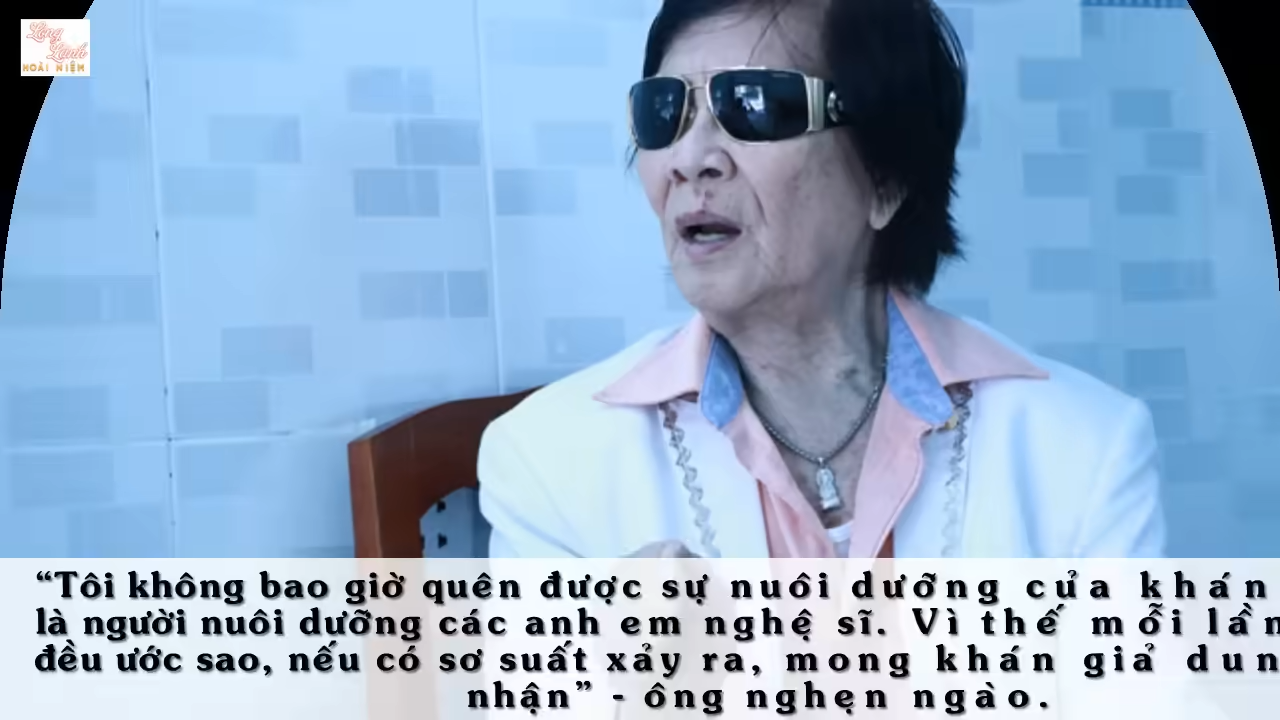 Lóng
Lánh
HOÀI NIỆM
“Tôi không bao giờ quên được sự nuôi dưỡng của khán
là người nuôi dưỡng các anh em nghệ sĩ. Vì thế mỗi lần
đều ước sao, nếu có sơ suất xảy ra, mong khán giả dun
nhận” - ông nghẹn ngào.